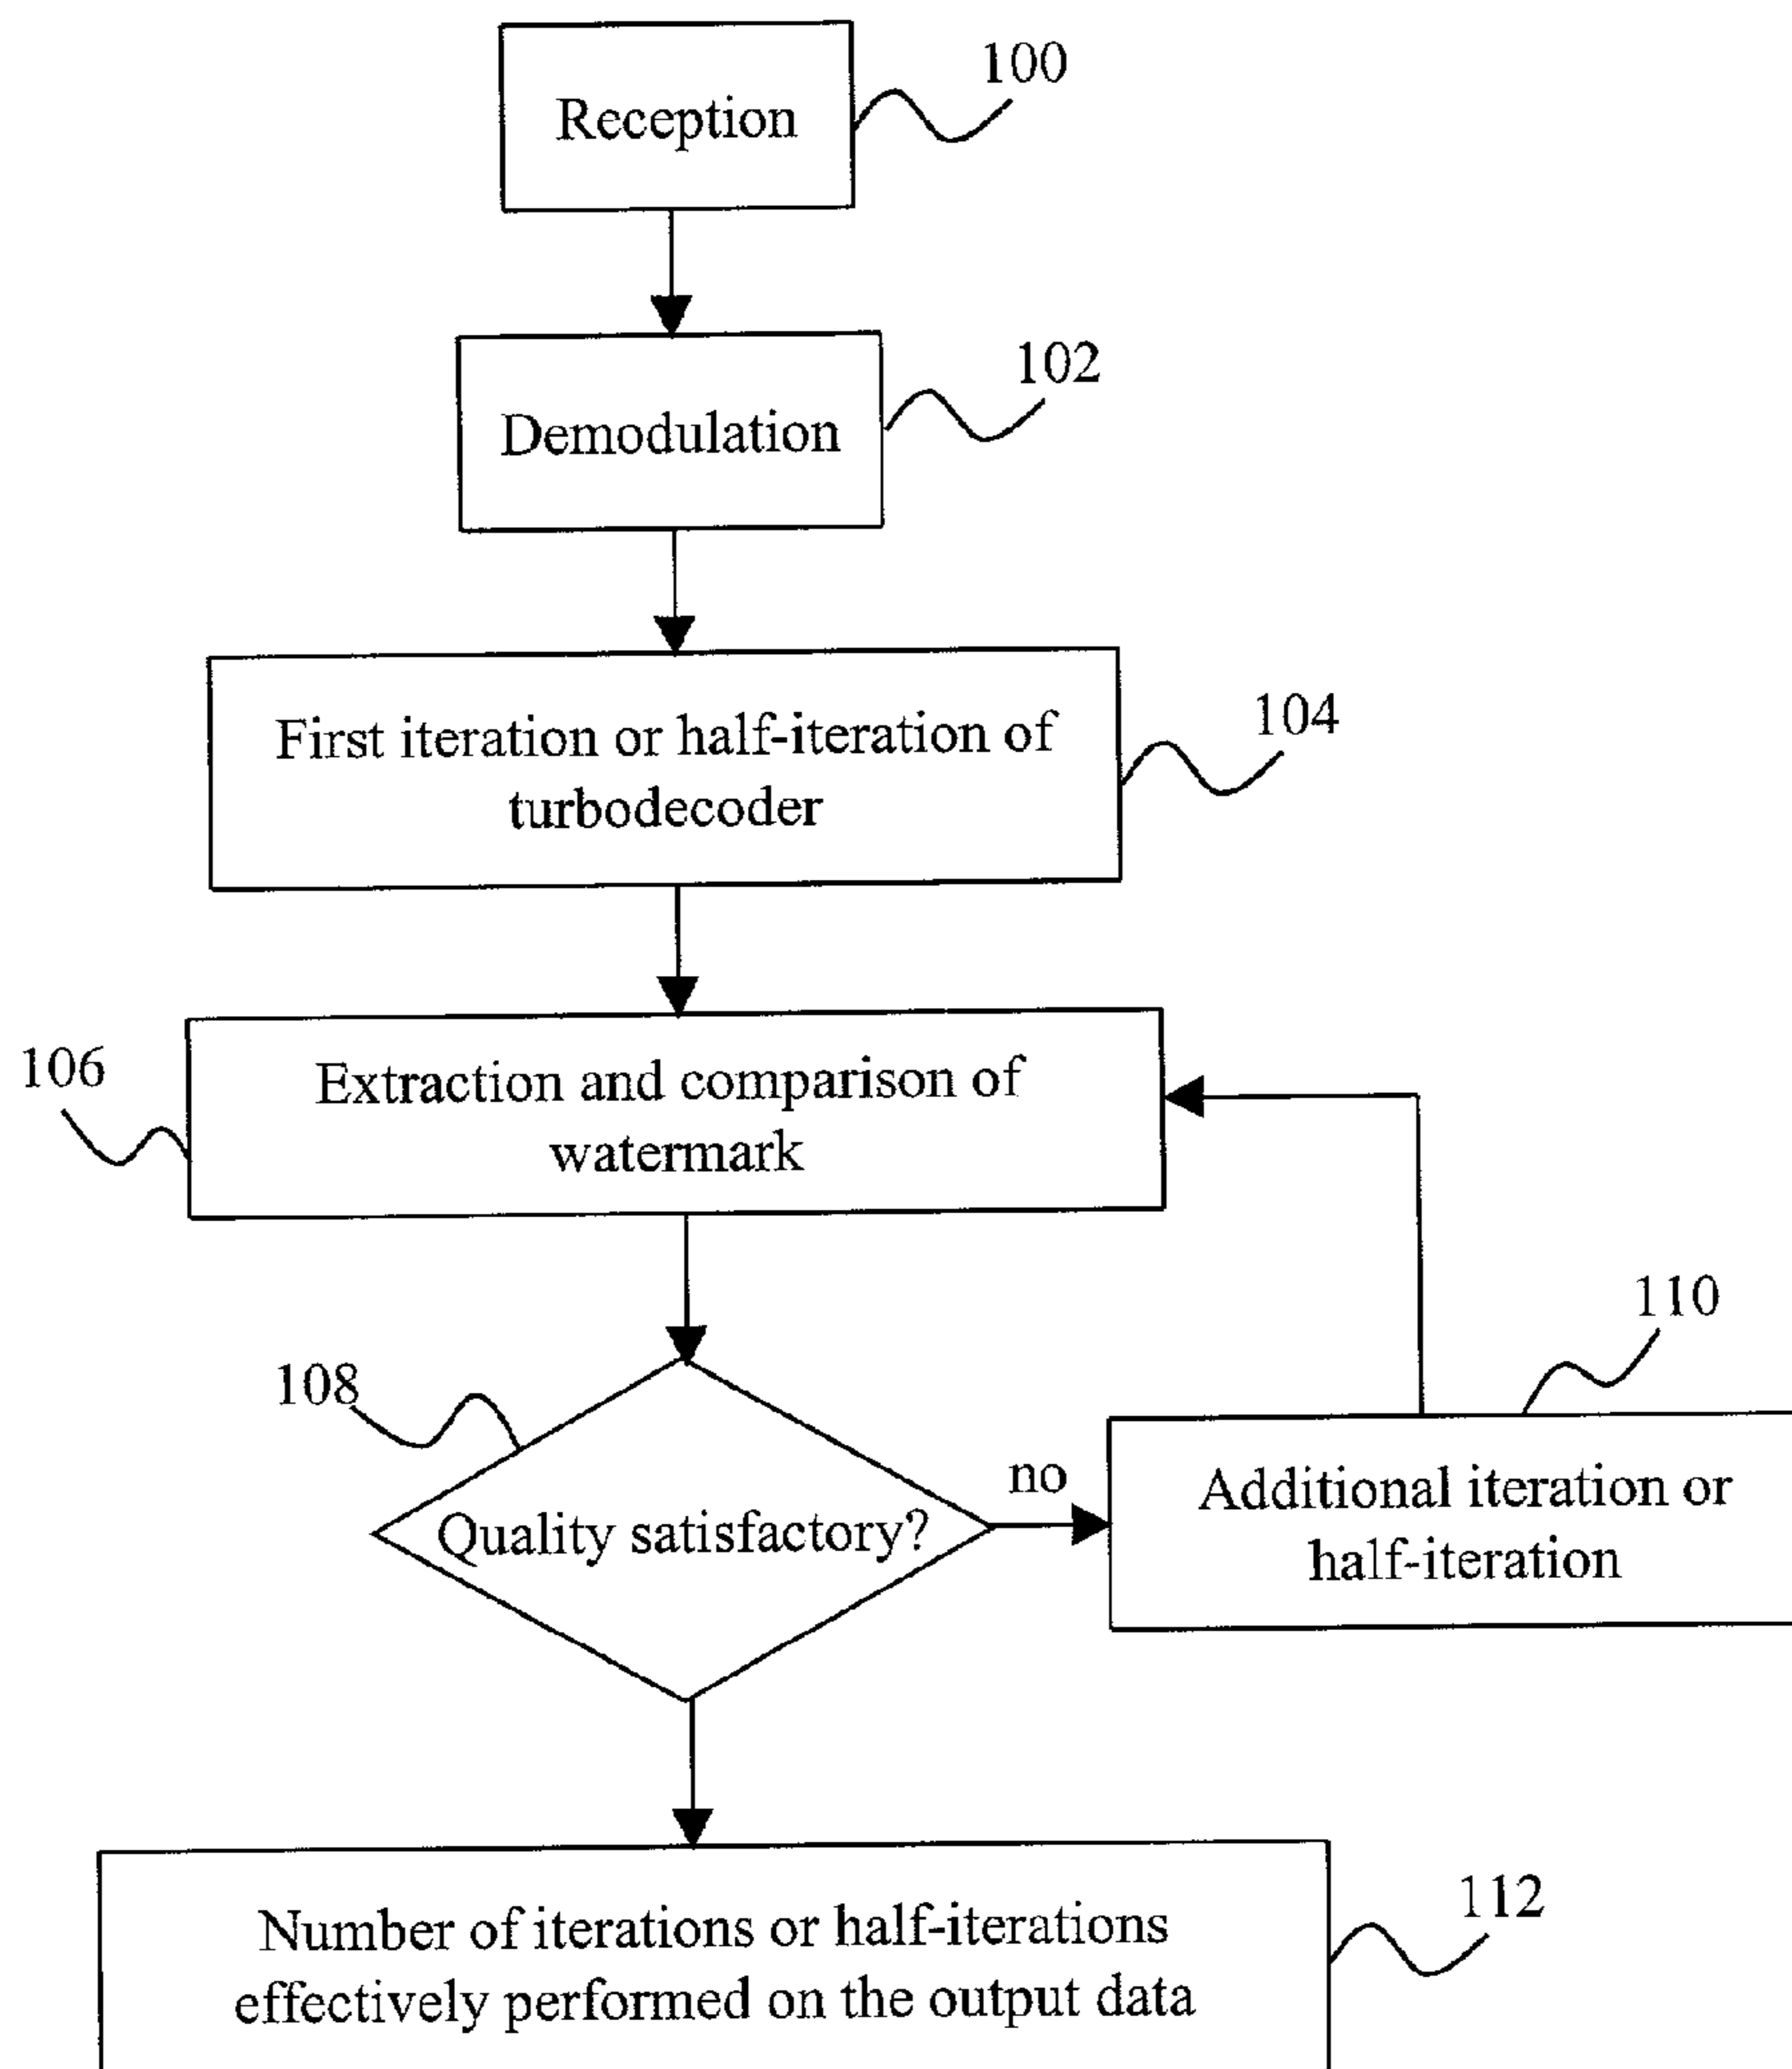 100
Reception
102
Demodulation
104
First iteration or half-iteration of
turbodecoder
106
Extraction and comparison of
watermark
110
108
no
Quality satisfactory?
Additional iteration or
half-iteration
112
Number of iterations or half-iterations
effectively performed on the output data